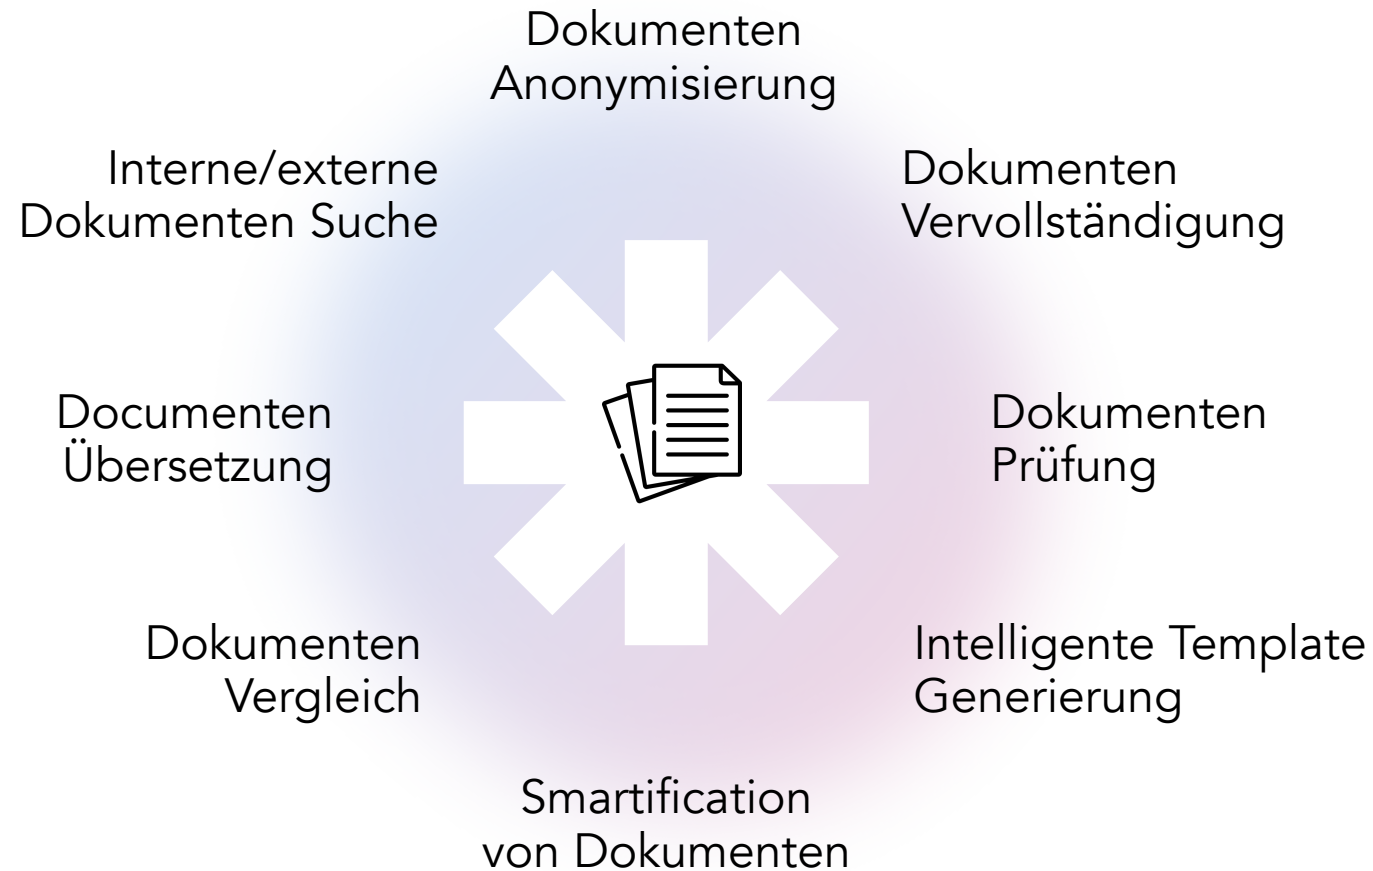 Dokumenten
Anonymisierung
Interne/externe
Dokumenten Suche
Dokumenten
Vervollständigung
Documenten
Übersetzung
Dokumenten
Prüfung
Dokumenten
Vergleich
Intelligente Template
Generierung
Smartification
von Dokumenten